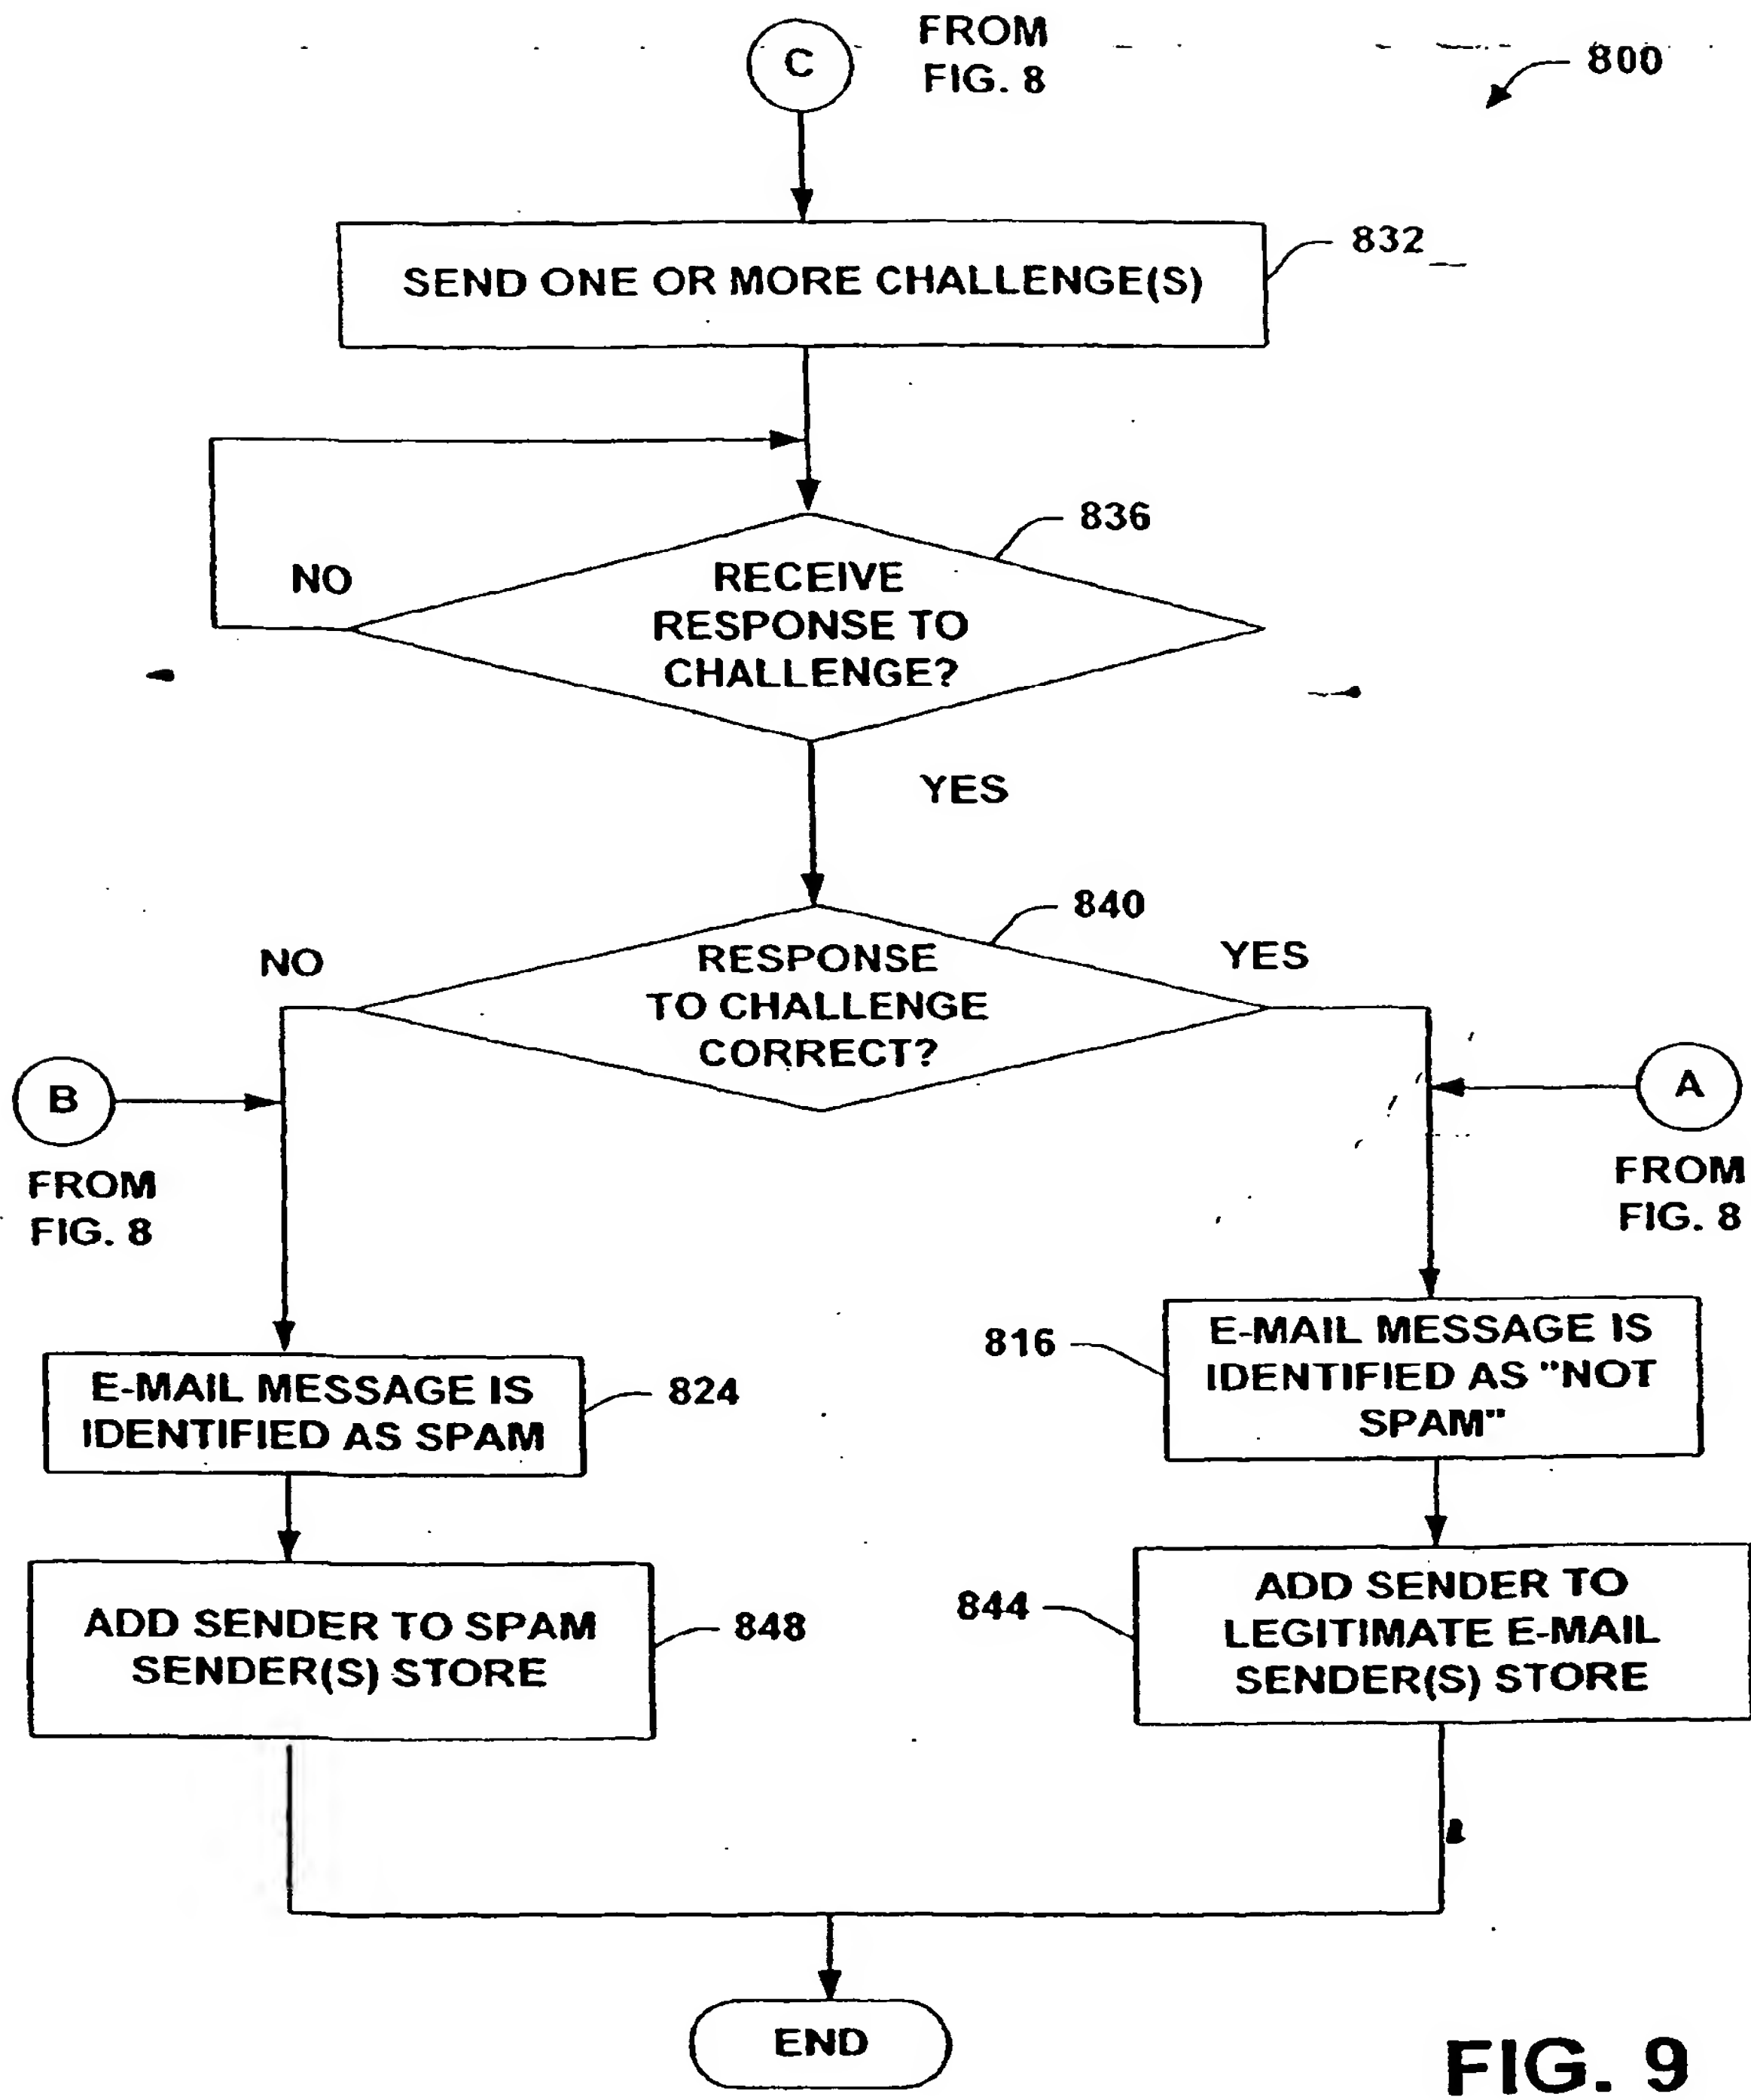 C
FROM
FIG. 8
800
SEND ONE OR MORE CHALLENGE(S)
832
836
NO
RECEIVE
RESPONSE TO
CHALLENGE?
YES
840
NO
RESPONSE
TO CHALLENGE
CORRECT?
YES
B
FROM
FIG. 8
A
FROM
FIG. 8
E-MAIL MESSAGE IS
IDENTIFIED AS SPAM
824
816
E-MAIL MESSAGE IS
IDENTIFIED AS "NOT
SPAM"
ADD SENDER TO SPAM
SENDER(S) STORE
848
844
ADD SENDER TO
LEGITIMATE E-MAIL
SENDER(S) STORE
END
FIG. 9